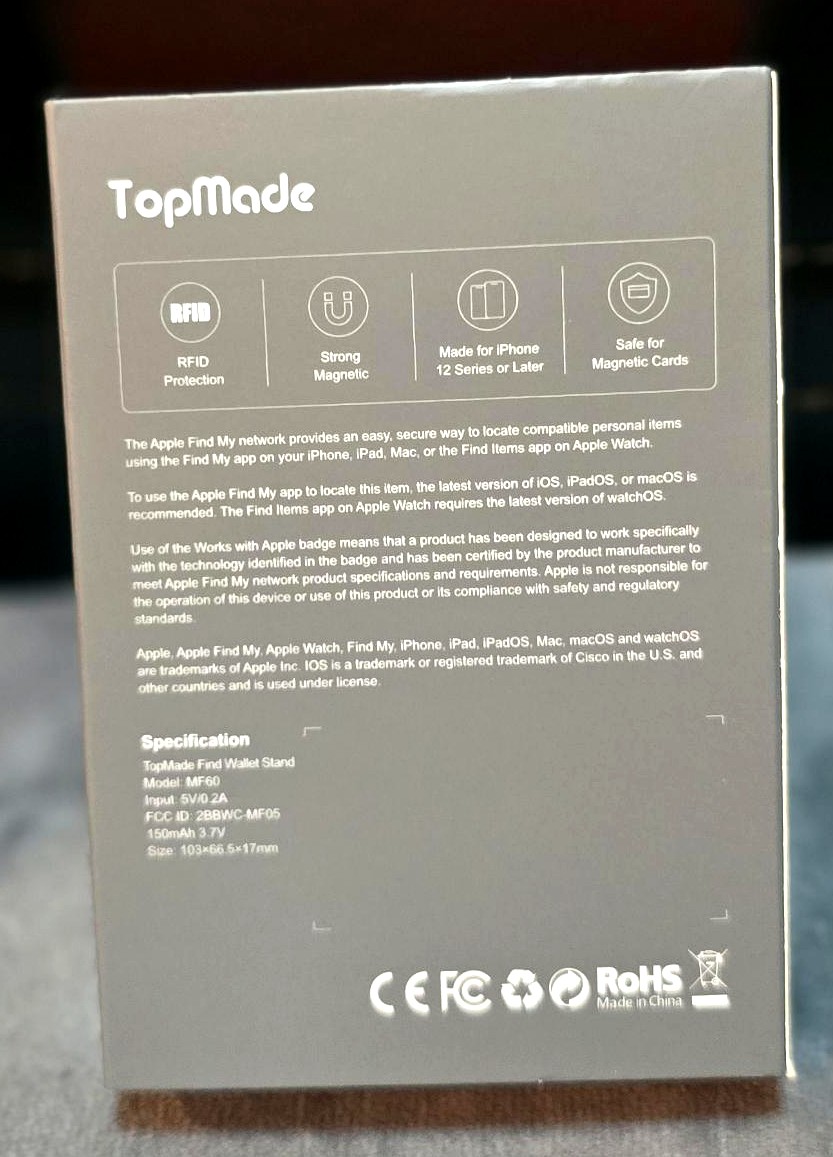 TopMade
RFID
RFID
Protection
Strong
Magnetic
Made for iPhone
12 Series or Later
Safe for
Magnetic Cards
The Apple Find My network provides an easy, secure way to locate compatible personal items
using the Find My app on your iPhone, iPad, Mac, or the Find Items app on Apple Watch.
To use the Apple Find My app to locate this item, the latest version of iOS, iPadOS, or macOS is
recommended. The Find Items app on Apple Watch requires the latest version of watchOS.
Use of the Works with Apple badge means that a product has been designed to work specifically
with the technology identified in the badge and has been certified by the product manufacturer to
meet Apple Find My network product specifications and requirements. Apple is not responsible for
the operation of this device or use of this product or its compliance with safety and regulatory
standards.
Apple, Apple Find My, Apple Watch, Find My, iPhone, iPad, iPadOS, Mac, macOS and watchOS
are trademarks of Apple Inc. IOS is a trademark or registered trademark of Cisco in the U.S. and
other countries and is used under license.
Specification
TopMade Find Wallet Stand
Model: MF60
Input: 5V/0.2A
FCC ID: 2BBWC-MF05
150mAh 3.7V
Size: 103×66.5×17mm
CE FC RoHS
Made in China